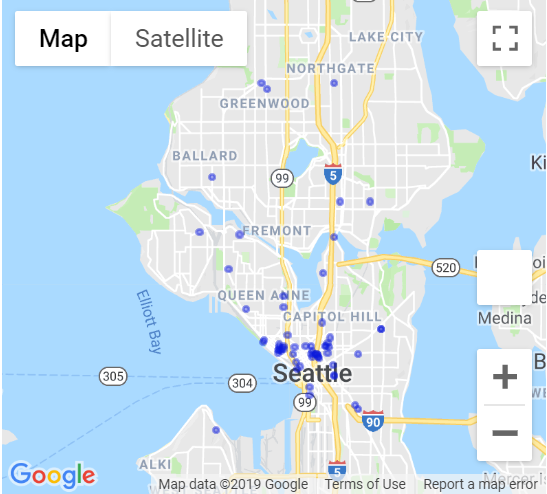 Map Satellite
LAKE CITY
NORTHGATE
GREENWOOD
BALLARD
99
5
Ki
FREMONT
520
QUEEN ANNE
Elliott Bay
CAPITOL HILL
Medina
305
304
Seattle
99
90
ALKI
5
Google
Map data ©2019 Google Terms of Use Report a map error